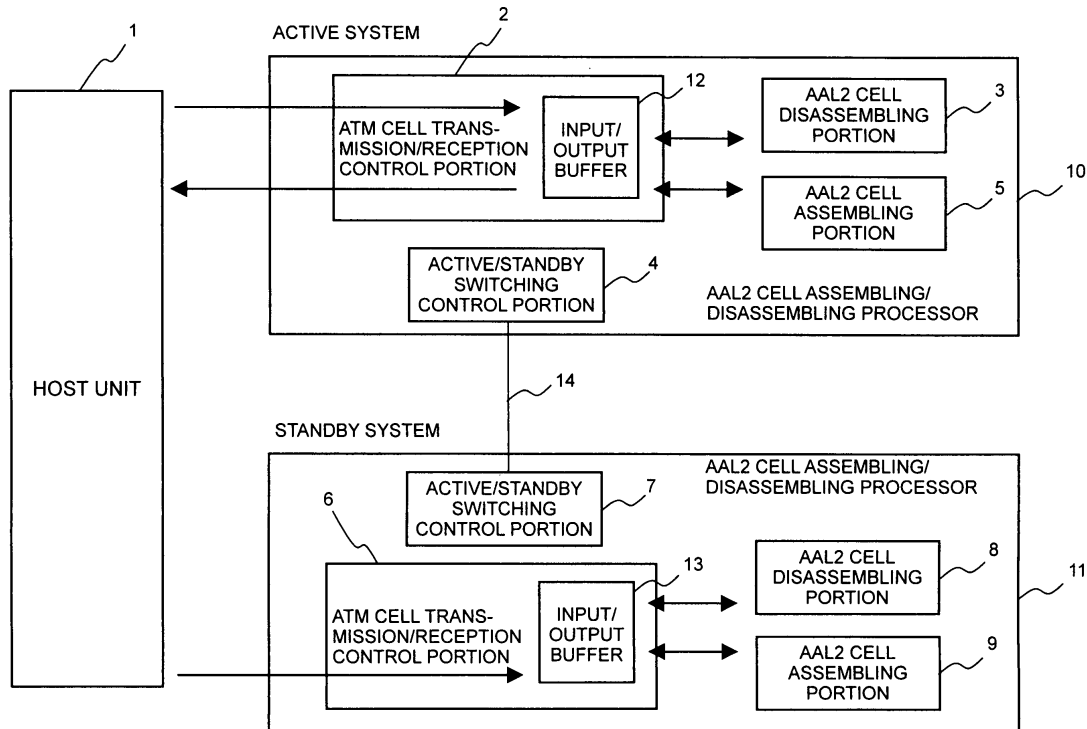 1
ACTIVE SYSTEM
2
12
ATM CELL TRANS-
MISSION/RECEPTION
CONTROL PORTION
INPUT/
OUTPUT
BUFFER
AAL2 CELL
DISASSEMBLING
PORTION
3
AAL2 CELL
ASSEMBLING
PORTION
5
10
ACTIVE/STANDBY
SWITCHING
CONTROL PORTION
4
AAL2 CELL ASSEMBLING/
DISASSEMBLING PROCESSOR
HOST UNIT
14
STANDBY SYSTEM
AAL2 CELL ASSEMBLING/
DISASSEMBLING PROCESSOR
ACTIVE/STANDBY
SWITCHING
CONTROL PORTION
7
6
13
ATM CELL TRANS-
MISSION/RECEPTION
CONTROL PORTION
INPUT/
OUTPUT
BUFFER
AAL2 CELL
DISASSEMBLING
PORTION
8
11
AAL2 CELL
ASSEMBLING
PORTION
9